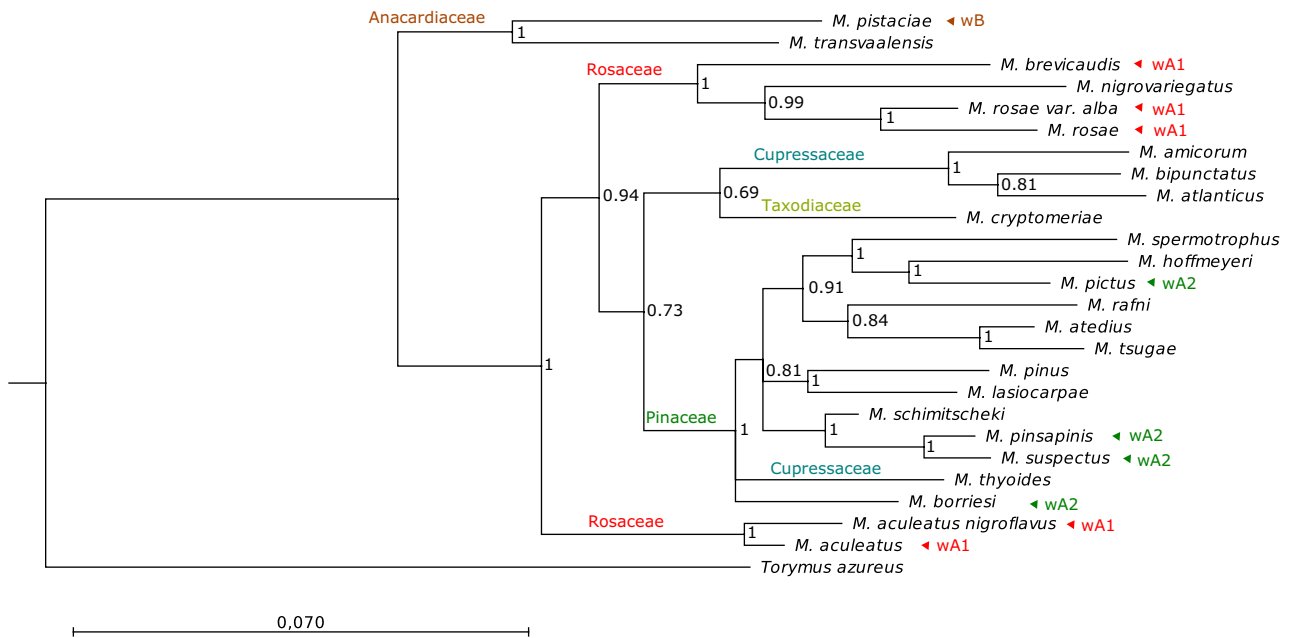 Anacardiaceae
M. pistaciae wB
1
M. transvaalensis
Rosaceae
M. brevicaudis wA1
1
M. nigrovariegatus
0.99
M. rosae var. alba wA1
1
M. rosae wA1
Cupressaceae
M. amicorum
1
M. bipunctatus
0.81
M. atlanticus
0.94
0.69
Taxodiaceae
M. cryptomeriae
M. spermotrophus
1
M. hoffmeyeri
1
M. pictus wA2
0.91
M. rafni
0.73
0.84
M. atedius
1
M. tsugae
1
0.81
M. pinus
1
M. lasiocarpae
Pinaceae
M. schimitscheki
1
1
M. pinsapinis wA2
1
M. suspectus wA2
Cupressaceae
M. thyoides
M. borriesi wA2
Rosaceae
M. aculeatus nigroflavus wA1
1
M. aculeatus wA1
Torymus azureus
0,070